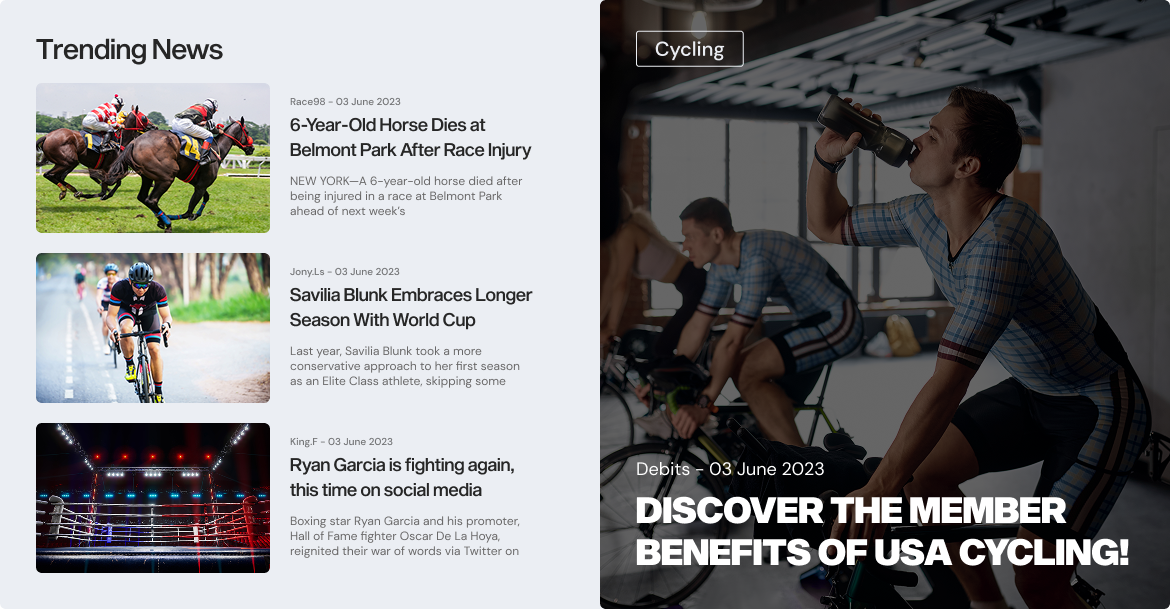 Trending News
Race98 - 03 June 2023
6-Year-Old Horse Dies at
Belmont Park After Race Injury
NEW YORK—A 6-year-old horse died after
being injured in a race at Belmont Park
ahead of next week's
Jony.Ls - 03 June 2023
Savilia Blunk Embraces Longer
Season With World Cup
Last year, Savilia Blunk took a more
conservative approach to her first season
as an Elite Class athlete, skipping some
King.F - 03 June 2023
Ryan Garcia is fighting again,
this time on social media
Boxing star Ryan Garcia and his promoter,
Hall of Fame fighter Oscar De La Hoya,
reignited their war of words via Twitter on
Cycling
Debits - 03 June 2023
DISCOVER THE MEMBER
BENEFITS OF USA CYCLING!